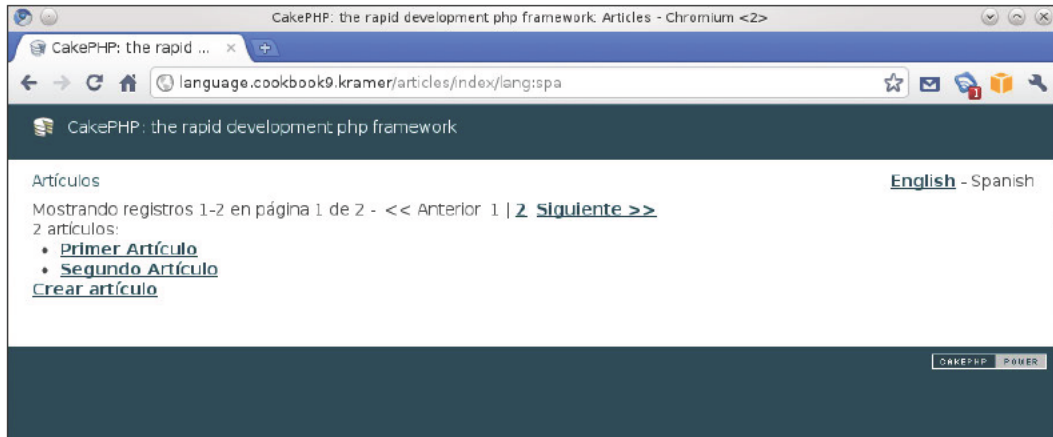 CakePHP: the rapid development php framework: Articles - Chromium <2>
CakePHP: the rapid ...
language.cookbook9.kramer/articles/index/lang:spa
1
CakePHP: the rapid development php framework
Artículos
English - Spanish
Mostrando registros 1-2 en página 1 de 2 - << Anterior 1 | 2 Siguiente >>
2 artículos:
Primer Artículo
Segundo Artículo
Crear artículo
CAKEPHP POWER